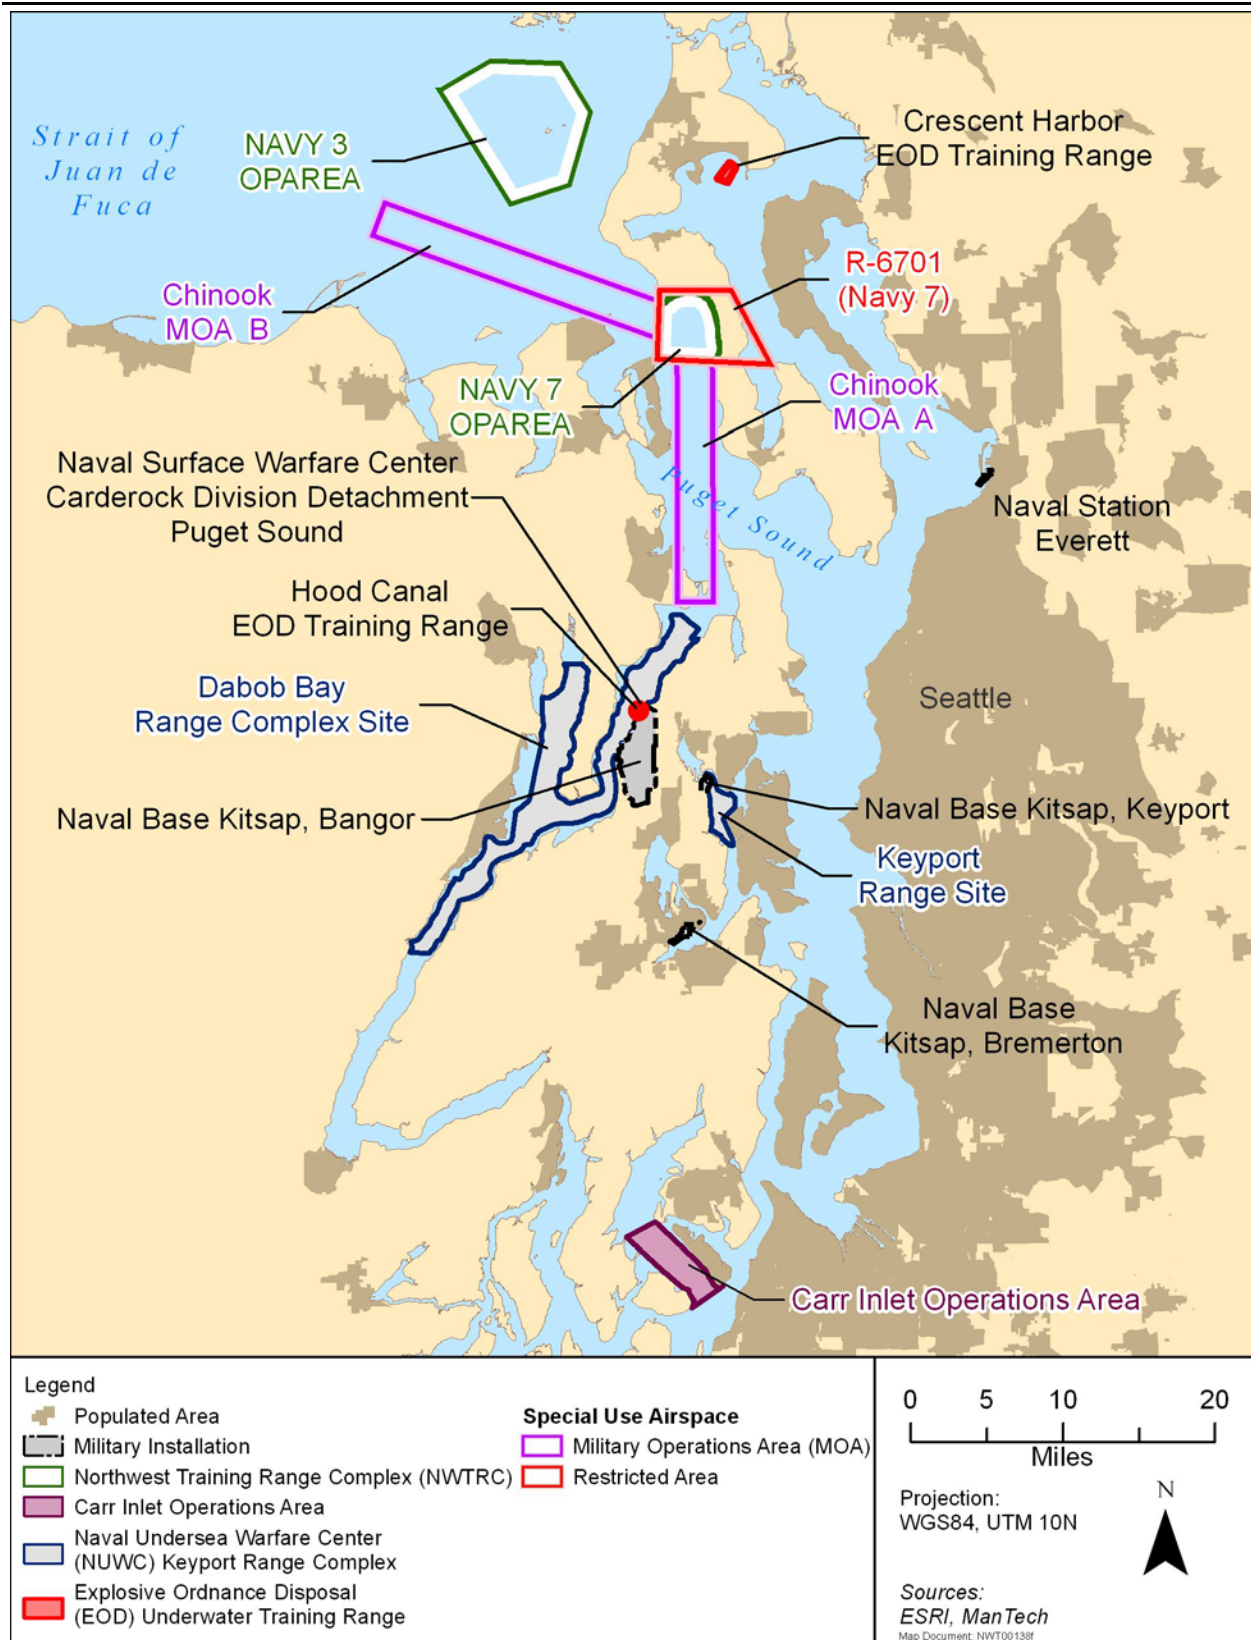 Strait of
Juan de
Fuca
NAVY 3
OPAREA
Crescent Harbor
EOD Training Range
Chinook
MOA B
R-6701
(Navy 7)
NAVY 7
OPAREA
Chinook
MOA A
Naval Surface Warfare Center
Carderock Division Detachment
Puget Sound
Puget Sound
Naval Station
Everett
Hood Canal
EOD Training Range
Dabob Bay
Range Complex Site
Seattle
Naval Base Kitsap, Bangor
Naval Base Kitsap, Keyport
Keyport
Range Site
Naval Base
Kitsap, Bremerton
Carr Inlet Operations Area
Legend
Populated Area
Military Installation
Northwest Training Range Complex (NWTRC)
Carr Inlet Operations Area
Naval Undersea Warfare Center
(NUWC) Keyport Range Complex
Explosive Ordnance Disposal
(EOD) Underwater Training Range
Special Use Airspace
Military Operations Area (MOA)
Restricted Area
0 5 10 20
Miles
Projection:
WGS84, UTM 10N
N
Sources:
ESRI, ManTech
Map Document: NWT00138f